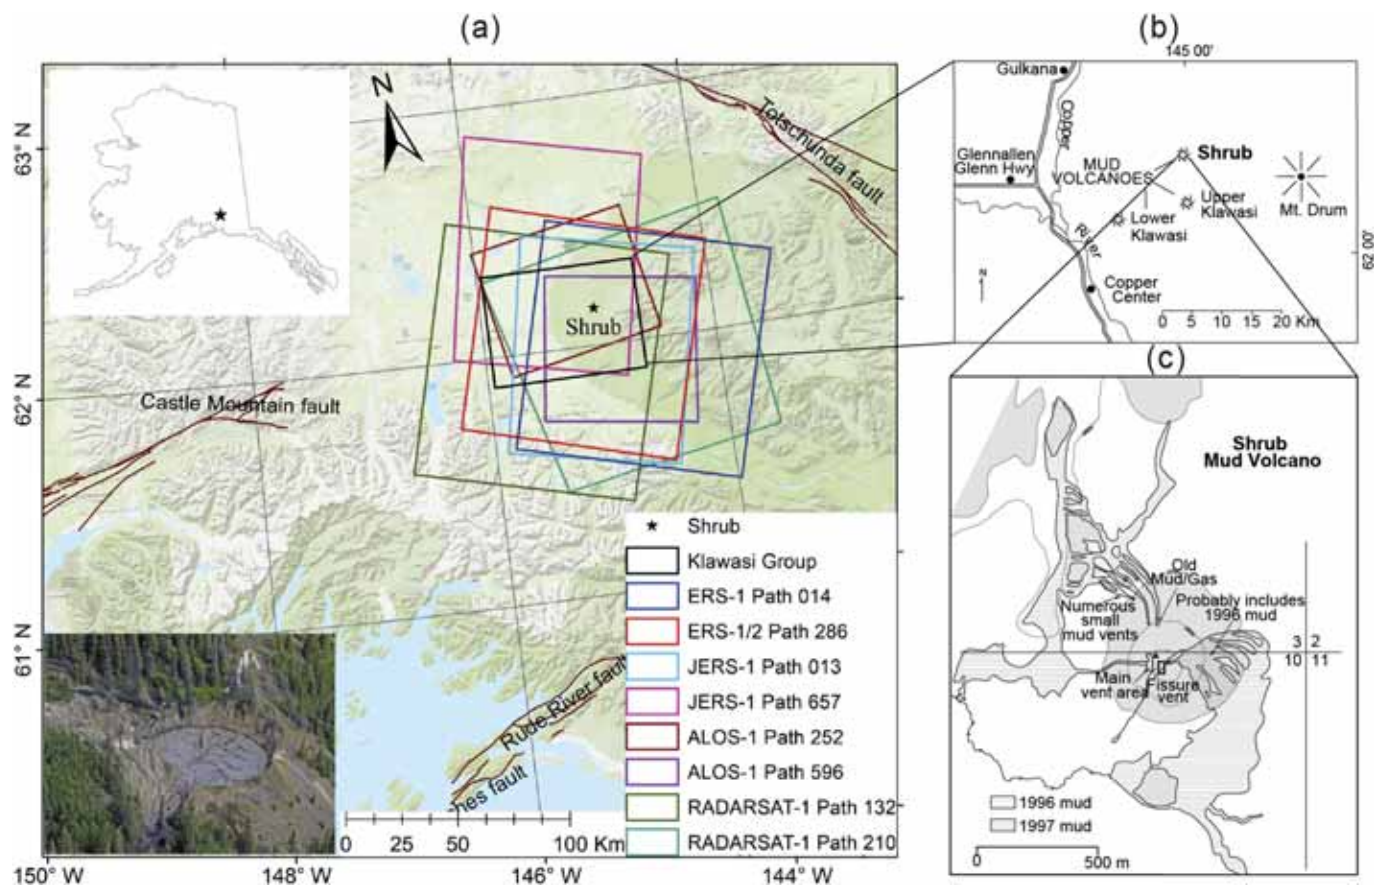 (a)
N
63° N
62° N
61° N
150° W
148° W
146° W
144° W
Totschunda fault
Shrub
Castle Mountain fault
Rude River fault
hes fault
Shrub
Klawasi Group
ERS-1 Path 014
ERS-1/2 Path 286
JERS-1 Path 013
JERS-1 Path 657
ALOS-1 Path 252
ALOS-1 Path 596
RADARSAT-1 Path 132
RADARSAT-1 Path 210
0 25 50 100 Km
(b)
145 00'
Gulkana
Copper
Glennallen
Glenn Hwy
MUD
VOLCANOES
Shrub
Upper
Klawasi
Mt. Drum
Lower
Klawasi
River
62 00'
N
Copper
Center
0 5 10 15 20 Km
(c)
Shrub
Mud Volcano
Old
Mud/Gas
Numerous
small
mud vents
Probably includes
1996 mud
3 2
10 11
Main
vent area
Fissure
vent
1996 mud
1997 mud
0 500 m